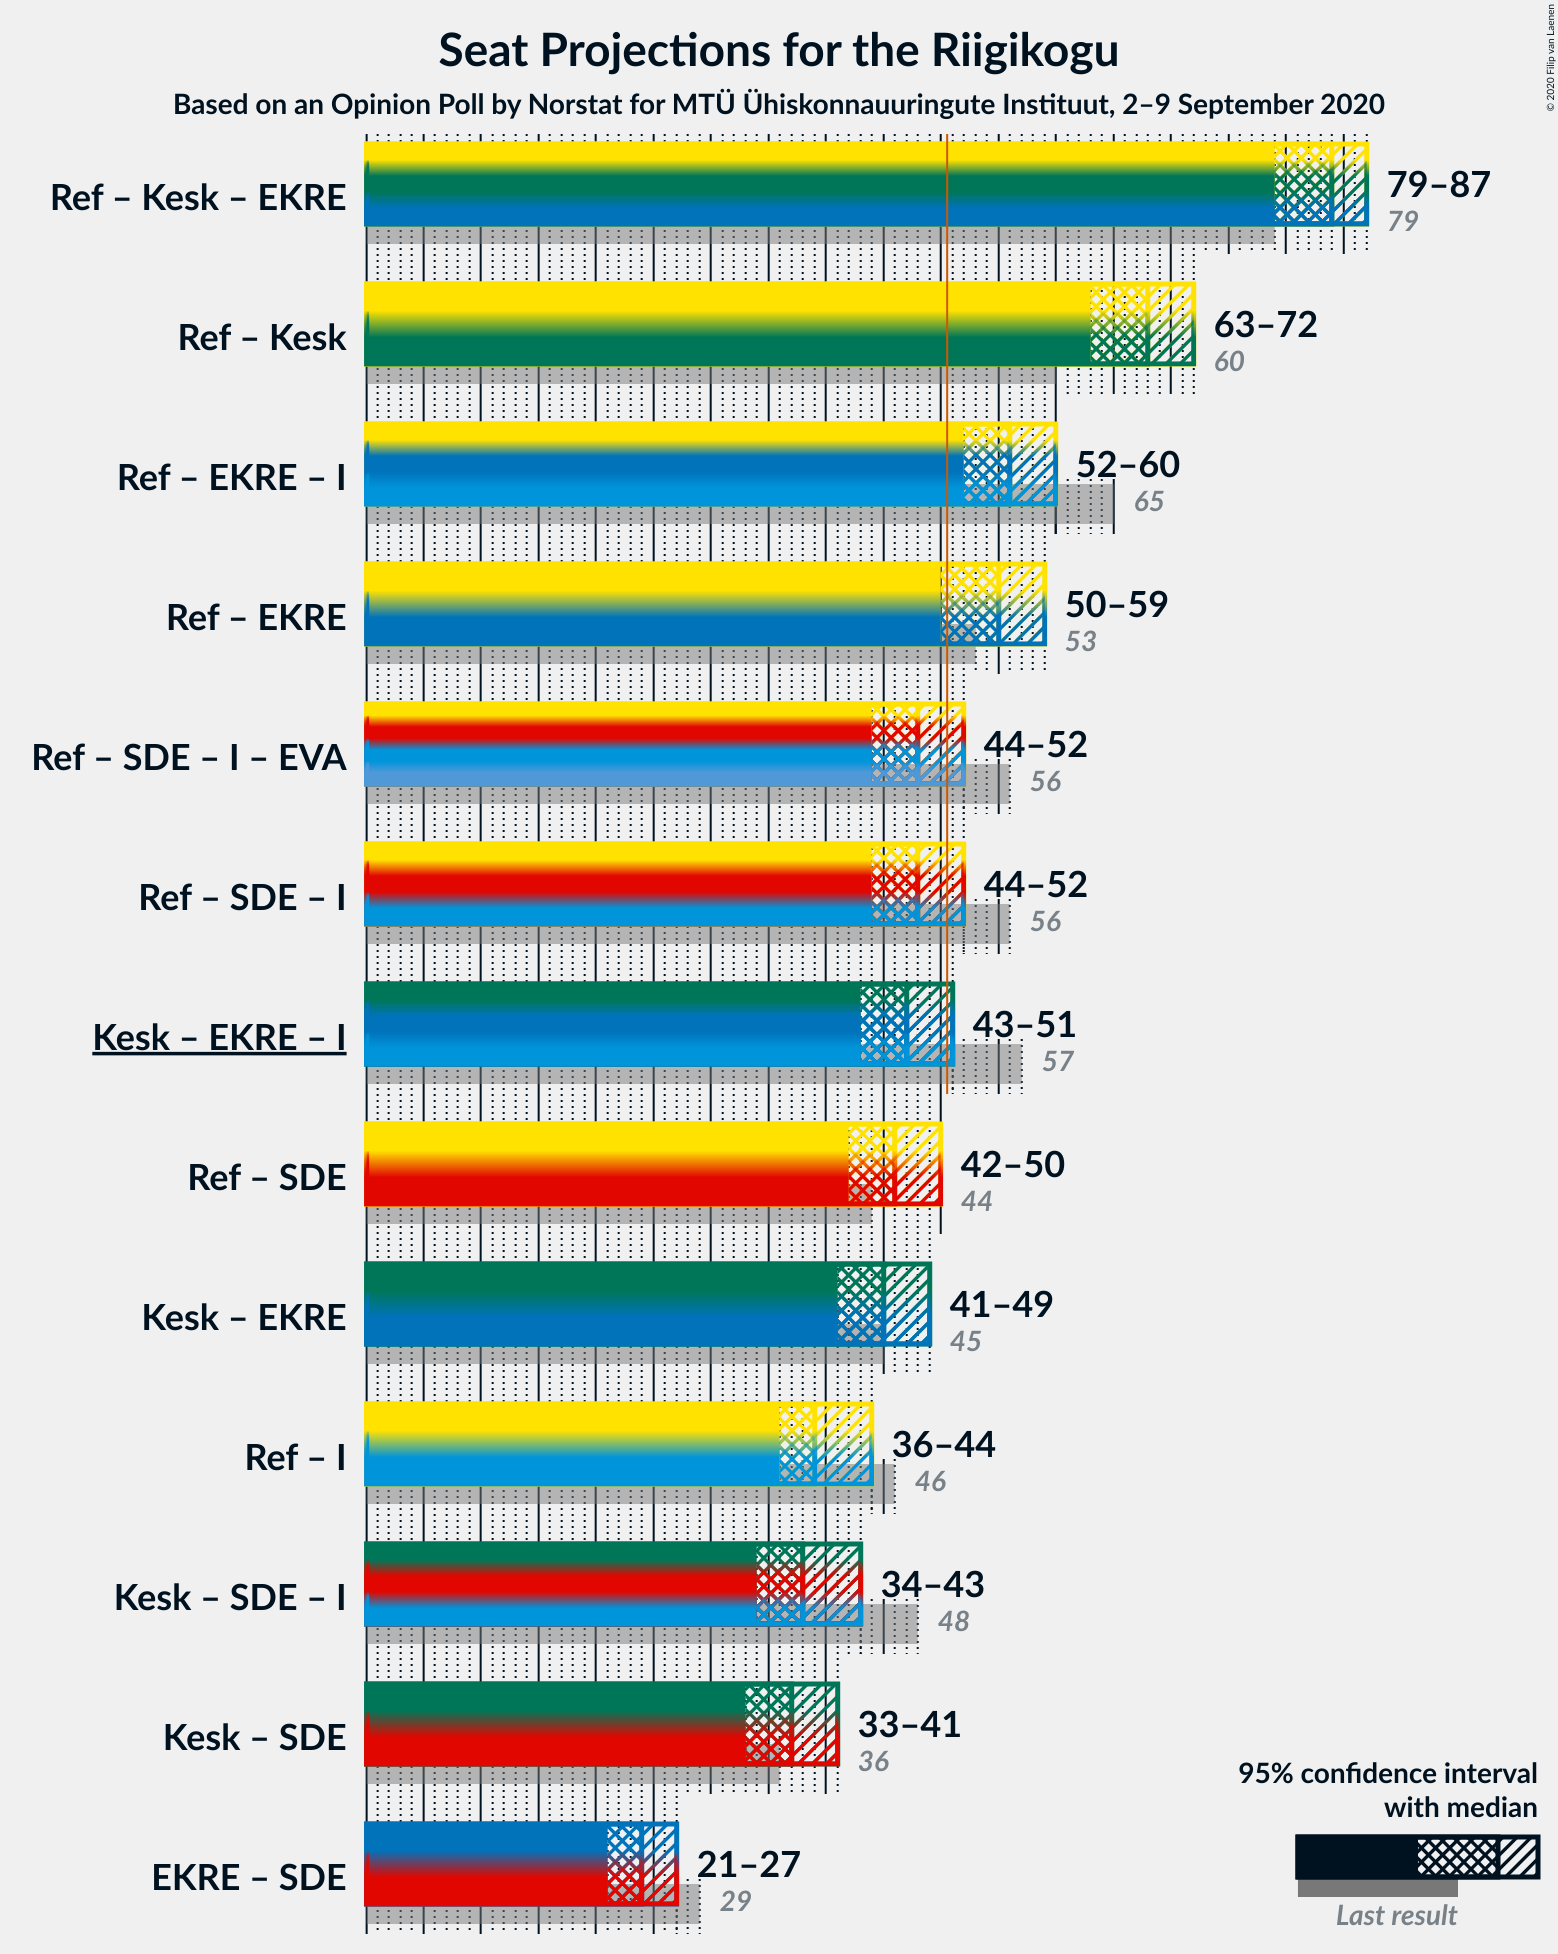 Seat Projections for the Riigikogu
Based on an Opinion Poll by Norstat for MTÜ Ühiskonnauuringute Instituut, 2–9 September 2020
© 2020 Filip van Laenen
Ref – Kesk – EKRE
79–87
79
Ref – Kesk
63–72
60
Ref – EKRE – I
52–60
65
Ref – EKRE
50–59
53
Ref – SDE – I – EVA
44–52
56
Ref – SDE – I
44–52
56
Kesk – EKRE – I
43–51
57
Ref – SDE
42–50
44
Kesk – EKRE
41–49
45
Ref – I
36–44
46
Kesk – SDE – I
34–43
48
Kesk – SDE
33–41
36
EKRE – SDE
21–27
29
95% confidence interval
with median
Last result